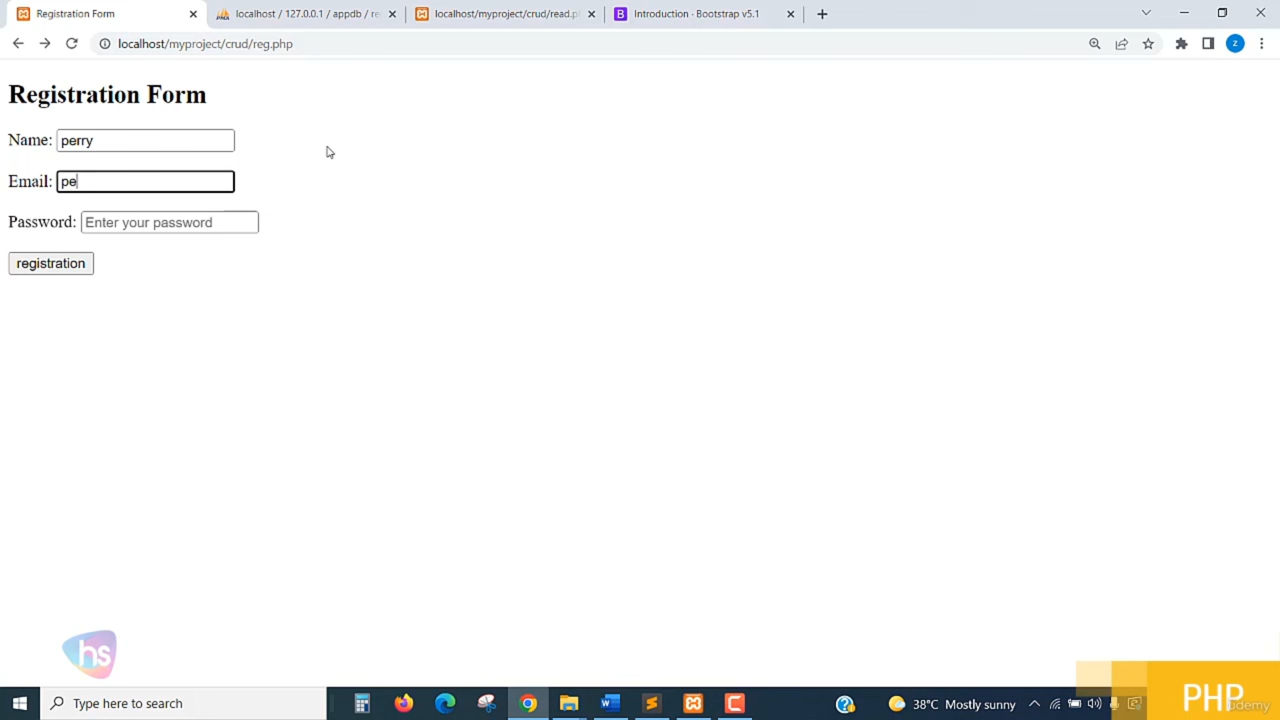 Registration Form
localhost / 127.0.0.1 / appdb / re
localhost/myproject/crud/read.p
Introduction · Bootstrap v5.1
localhost/myproject/crud/reg.php
z
Registration Form
Name: perry
Email: pe
Password: Enter your password
registration
hs
Type here to search
38°C Mostly sunny
PHP
udemy